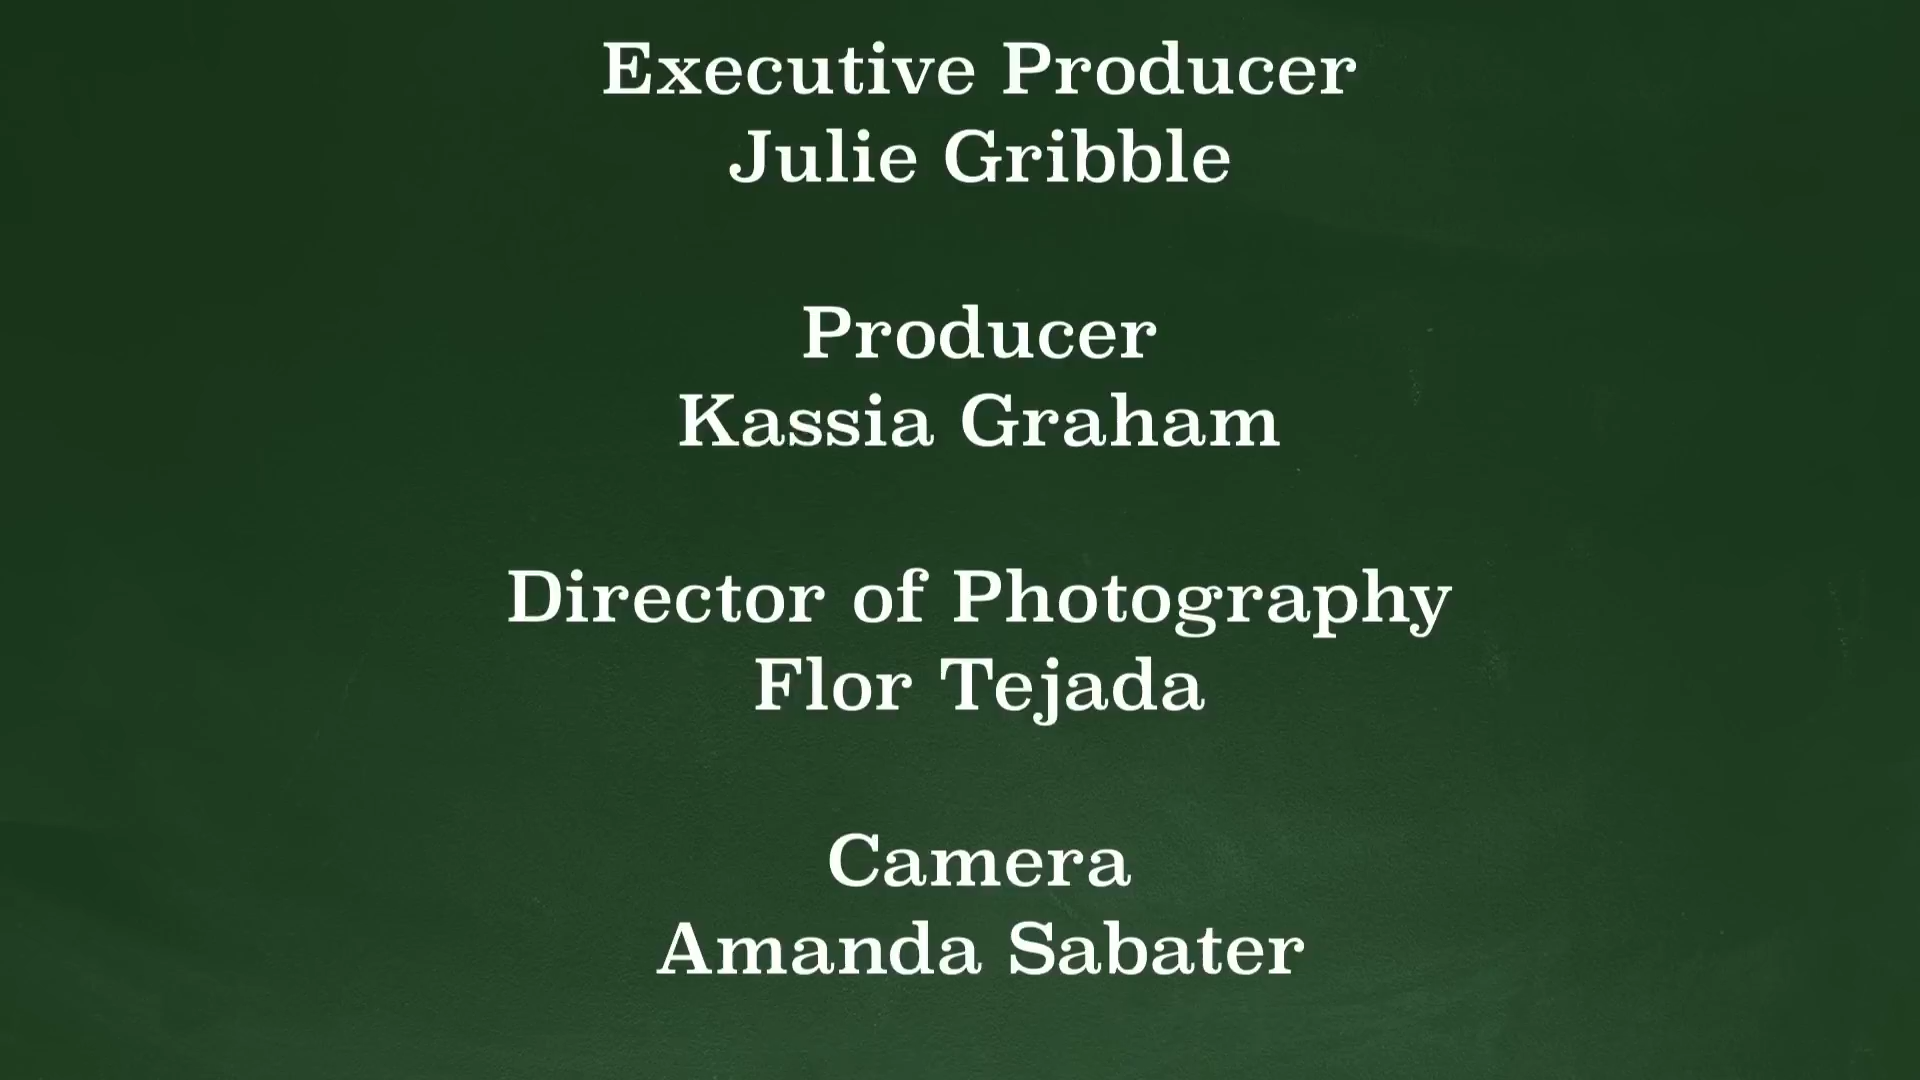 Executive Producer
Julie Gribble
Producer
Kassia Graham
Director of Photography
Flor Tejada
Camera
Amanda Sabater